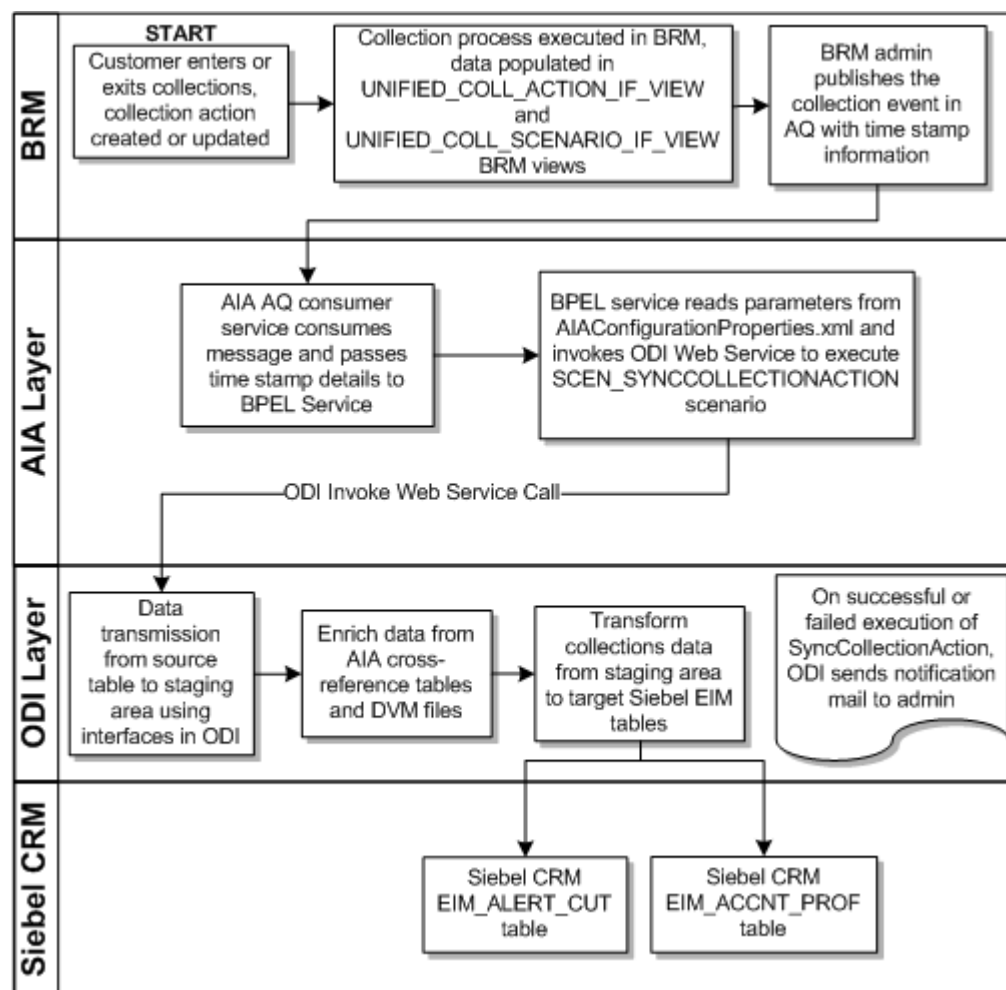 BRM
START
Customer enters or
exits collections,
collection action
created or updated
Collection process executed in BRM,
data populated in
UNIFIED_COLL_ACTION_IF_VIEW
and
UNIFIED_COLL_SCENARIO_IF_VIEW
BRM views
BRM admin
publishes the
collection event in
AQ with time stamp
information
AIA Layer
AIA AQ consumer
service consumes
message and passes
time stamp details to
BPEL Service
BPEL service reads parameters from
AIAConfigurationProperties.xml and
invokes ODI Web Service to execute
SCEN_SYNCCOLLECTIONACTION
scenario
ODI Invoke Web Service Call
ODI Layer
Data
transmission
from source
table to staging
area using
interfaces in ODI
Enrich data from
AIA cross-
reference tables
and DVM files
Transform
collections data
from staging area
to target Siebel EIM
tables
On successful or
failed execution of
SyncCollectionAction,
ODI sends notification
mail to admin
Siebel CRM
Siebel CRM
EIM_ALERT_CUT
table
Siebel CRM
EIM_ACCNT_PROF
table